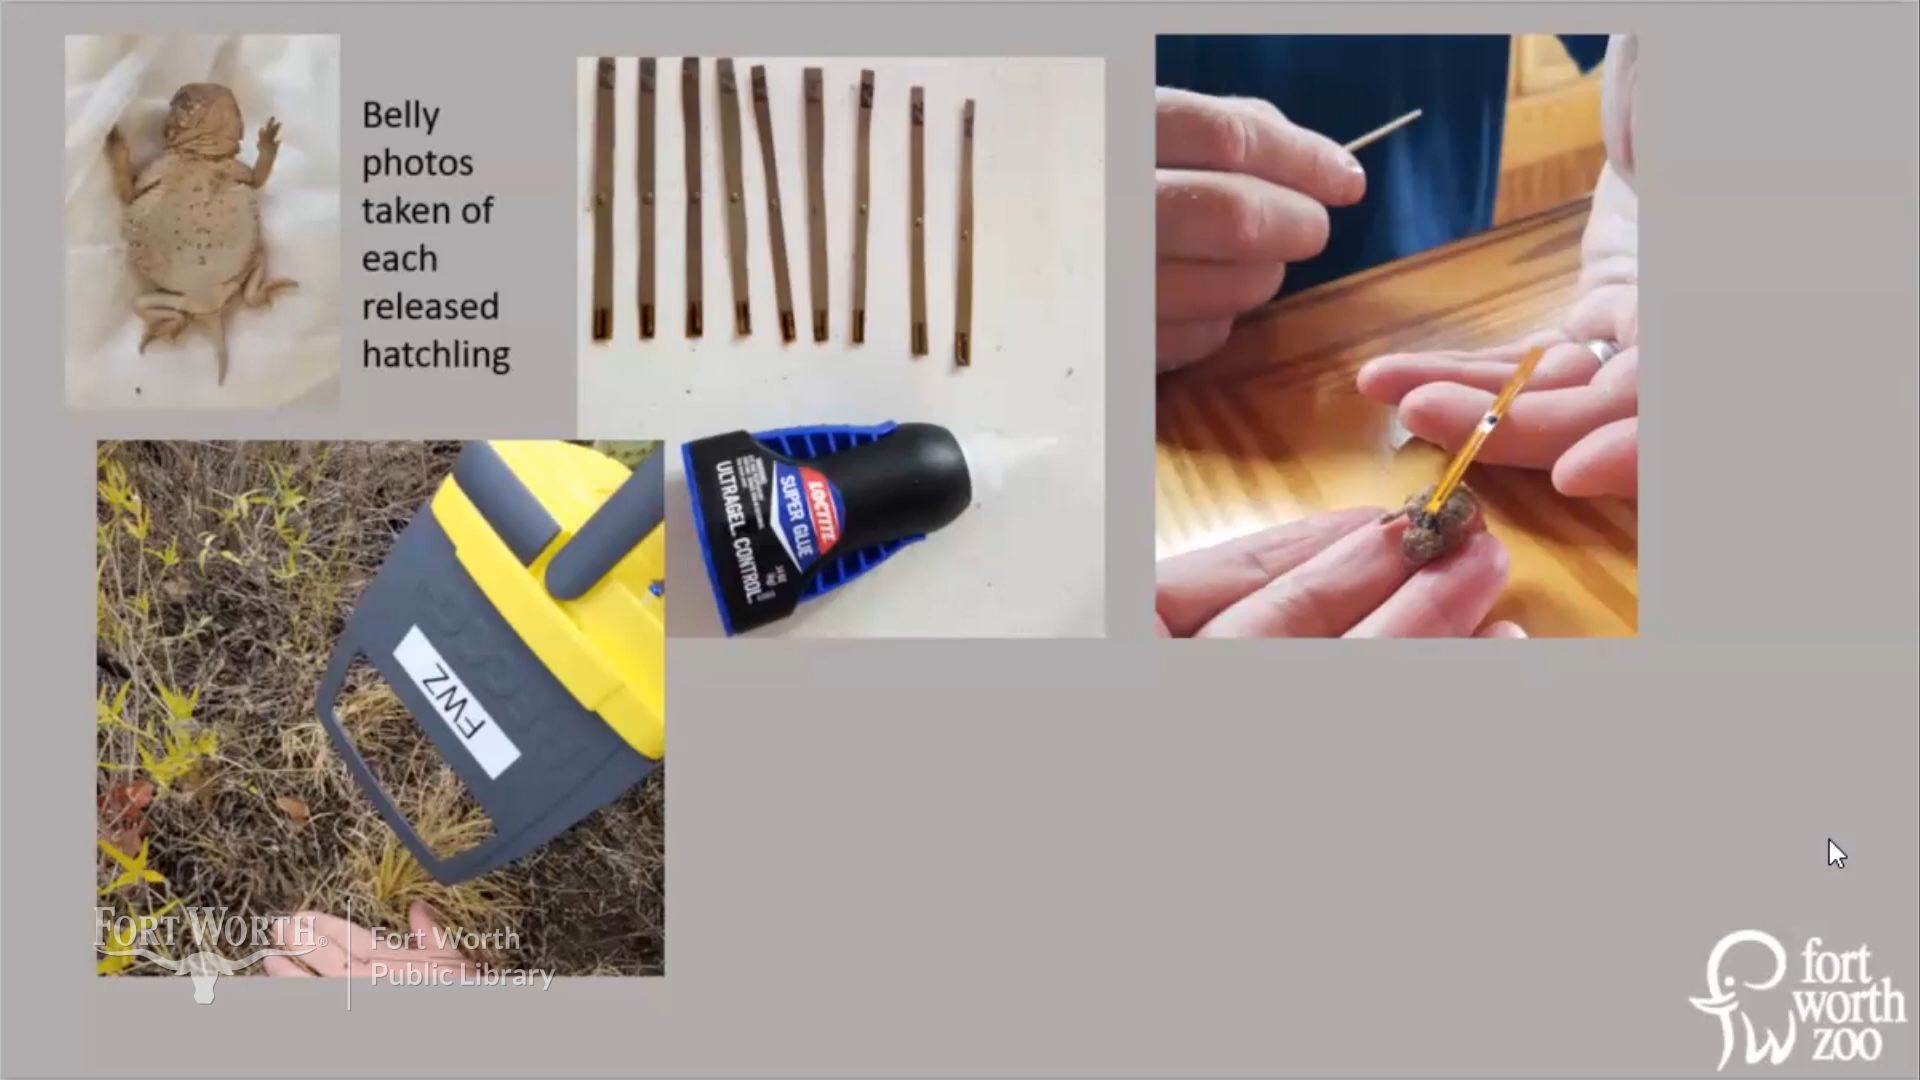 Belly
photos
taken of
each
released
hatchling
LOCTITE
SUPER GLUE
ULTRAGEL CONTROL
FWZ
FORT WORTH®
Fort Worth
Public Library
fort
worth
zoo